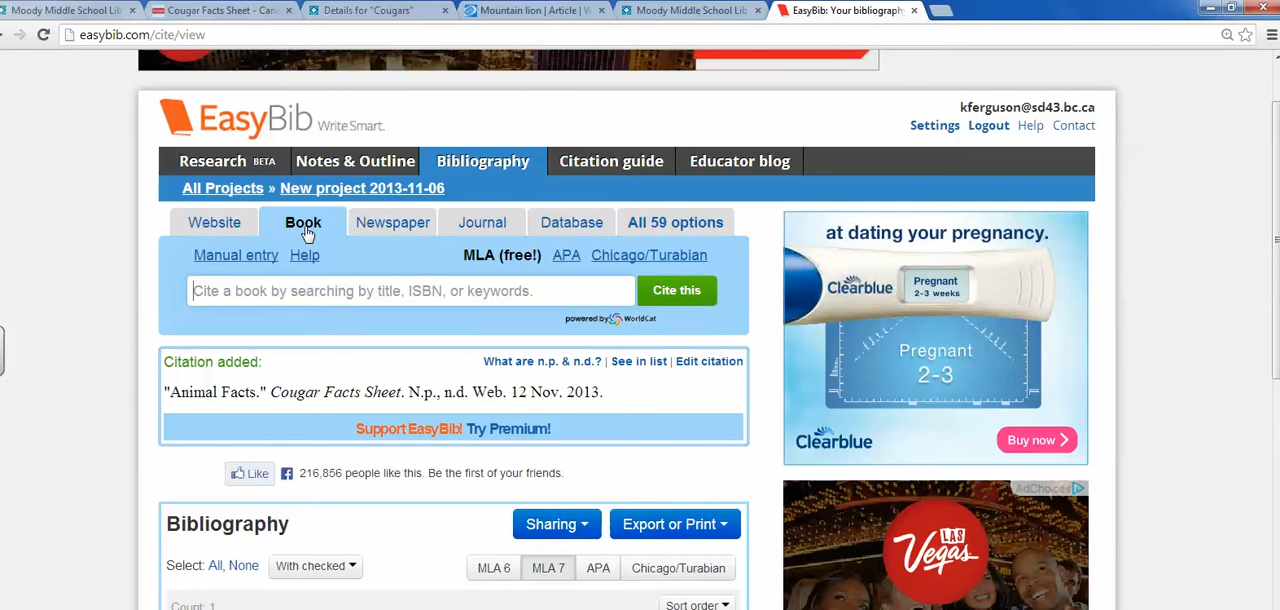 Moody Middle School Lib
Cougar Facts Sheet - Can
Details for "Cougars"
Mountain lion | Article | W
Moody Middle School Lib
EasyBib: Your bibliography
easybib.com/cite/view
EasyBib Write Smart.
kferguson@sd43.bc.ca
Settings Logout Help Contact
Research BETA Notes & Outline Bibliography Citation guide Educator blog
All Projects » New project 2013-11-06
Website Book Newspaper Journal Database All 59 options
Manual entry Help MLA (free!) APA Chicago/Turabian
Cite a book by searching by title, ISBN, or keywords. Cite this
powered by WorldCat
Citation added: What are n.p. & n.d.? | See in list | Edit citation
"Animal Facts." Cougar Facts Sheet. N.p., n.d. Web. 12 Nov. 2013.
Support EasyBib! Try Premium!
Like 216,856 people like this. Be the first of your friends.
Bibliography Sharing Export or Print
Select: All, None With checked MLA 6 MLA 7 APA Chicago/Turabian
Count: 1 Sort order
at dating your pregnancy.
Clearblue
Pregnant
2-3 weeks
Pregnant
2-3
Clearblue Buy now
AdChoices
LAS
Vegas